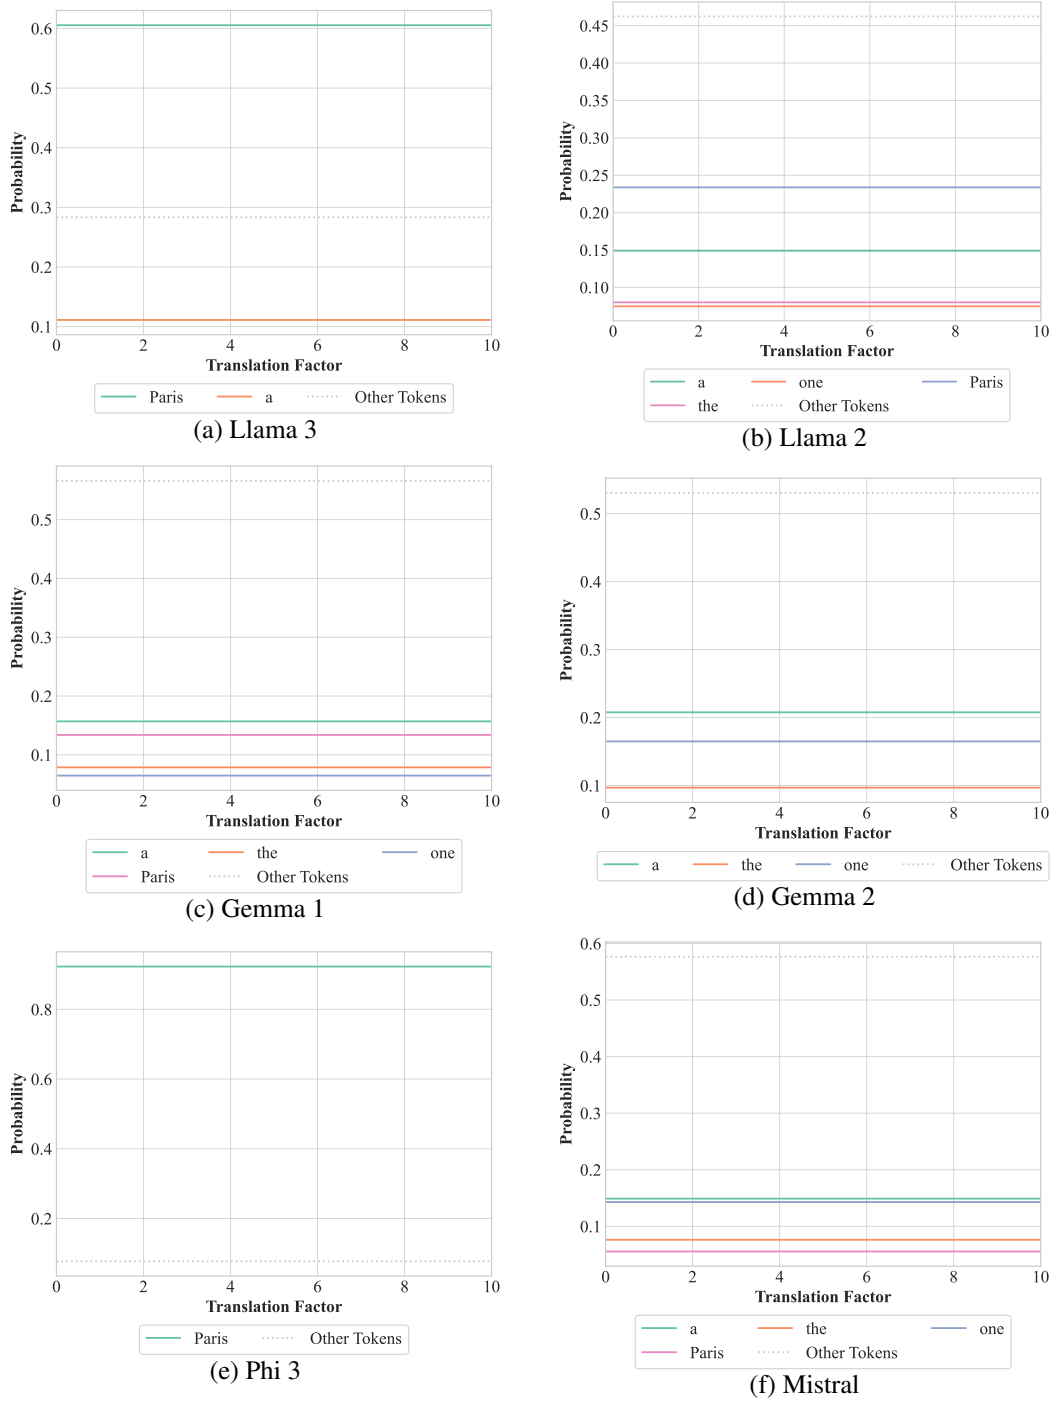 0.6
0.5
0.4
0.3
0.2
0.1
Probability
0 2 4 6 8 10
Translation Factor
Paris a Other Tokens
(a) Llama 3
0.45
0.40
0.35
0.30
0.25
0.20
0.15
0.10
Probability
0 2 4 6 8 10
Translation Factor
a one Paris
the Other Tokens
(b) Llama 2
0.5
0.4
0.3
0.2
0.1
Probability
0 2 4 6 8 10
Translation Factor
a the one
Paris Other Tokens
(c) Gemma 1
0.5
0.4
0.3
0.2
0.1
Probability
0 2 4 6 8 10
Translation Factor
a the one Other Tokens
(d) Gemma 2
0.8
0.6
0.4
0.2
Probability
0 2 4 6 8 10
Translation Factor
Paris Other Tokens
(e) Phi 3
0.6
0.5
0.4
0.3
0.2
0.1
Probability
0 2 4 6 8 10
Translation Factor
a the one
Paris Other Tokens
(f) Mistral